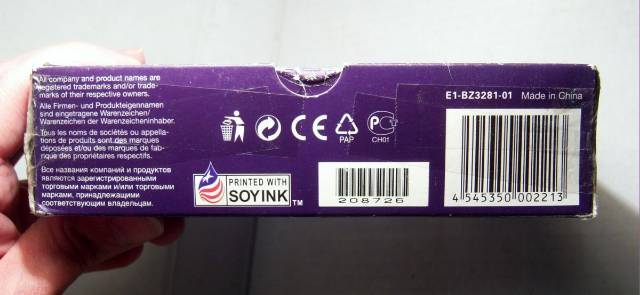 All company and product names are
registered trademarks and/or trade-
marks of their respective owners.
Alle Firmen- und Produkteigennamen
sind eingetragene Warenzeichen/
Warenzeichen der Warenzeicheninhaber.
Tous les noms de sociétés ou appella-
tions de produits sont des marques
déposées et/ou des marques de fab-
rique des propriétaires respectifs.
Все названия компаний и продуктов
являются зарегистрированными
торговыми марками и/или торговыми
марками, принадлежащими
соответствующим владельцам.
CE
PAP
PG
CH01
PRINTED WITH
SOYINK
TM
208726
E1-BZ3281-01 Made in China
4 545350 002213